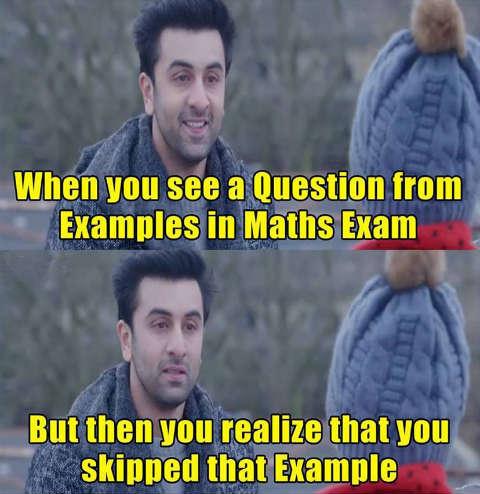 When you see a Question from
Examples in Maths Exam
But then you realize that you
skipped that Example